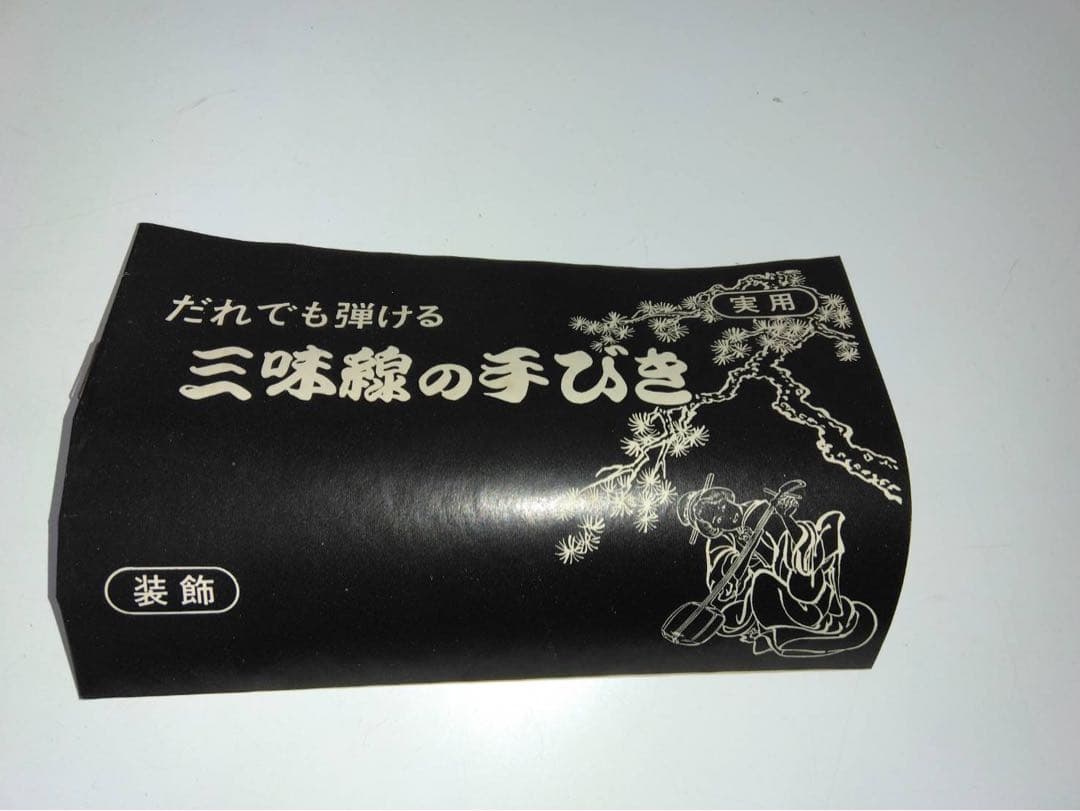 実用
だれでも弾ける
三味線の手びき
装飾